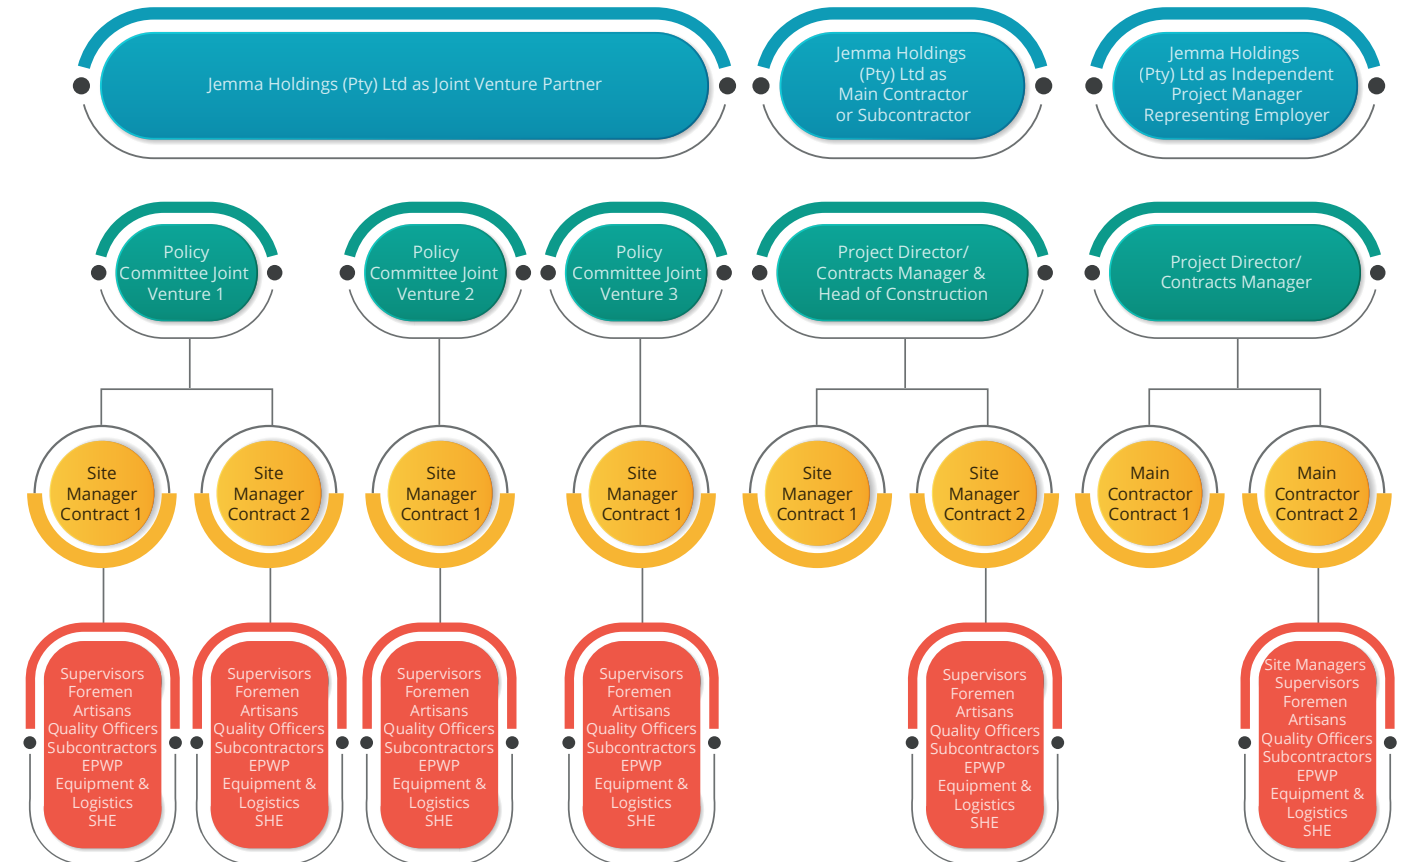 Jemma Holdings (Pty) Ltd as Joint Venture Partner
Jemma Holdings
(Pty) Ltd as
Main Contractor
or Subcontractor
Jemma Holdings
(Pty) Ltd as Independent
Project Manager
Representing Employer
Policy
Committee Joint
Venture 1
Policy
Committee Joint
Venture 2
Policy
Committee Joint
Venture 3
Project Director/
Contracts Manager &
Head of Construction
Project Director/
Contracts Manager
Site
Manager
Contract 1
Site
Manager
Contract 2
Site
Manager
Contract 1
Site
Manager
Contract 1
Site
Manager
Contract 1
Site
Manager
Contract 2
Main
Contractor
Contract 1
Main
Contractor
Contract 2
Supervisors
Foremen
Artisans
Quality Officers
Subcontractors
EPWP
Equipment &
Logistics
SHE
Supervisors
Foremen
Artisans
Quality Officers
Subcontractors
EPWP
Equipment &
Logistics
SHE
Supervisors
Foremen
Artisans
Quality Officers
Subcontractors
EPWP
Equipment &
Logistics
SHE
Supervisors
Foremen
Artisans
Quality Officers
Subcontractors
EPWP
Equipment &
Logistics
SHE
Supervisors
Foremen
Artisans
Quality Officers
Subcontractors
EPWP
Equipment &
Logistics
SHE
Site Managers
Supervisors
Foremen
Artisans
Quality Officers
Subcontractors
EPWP
Equipment &
Logistics
SHE